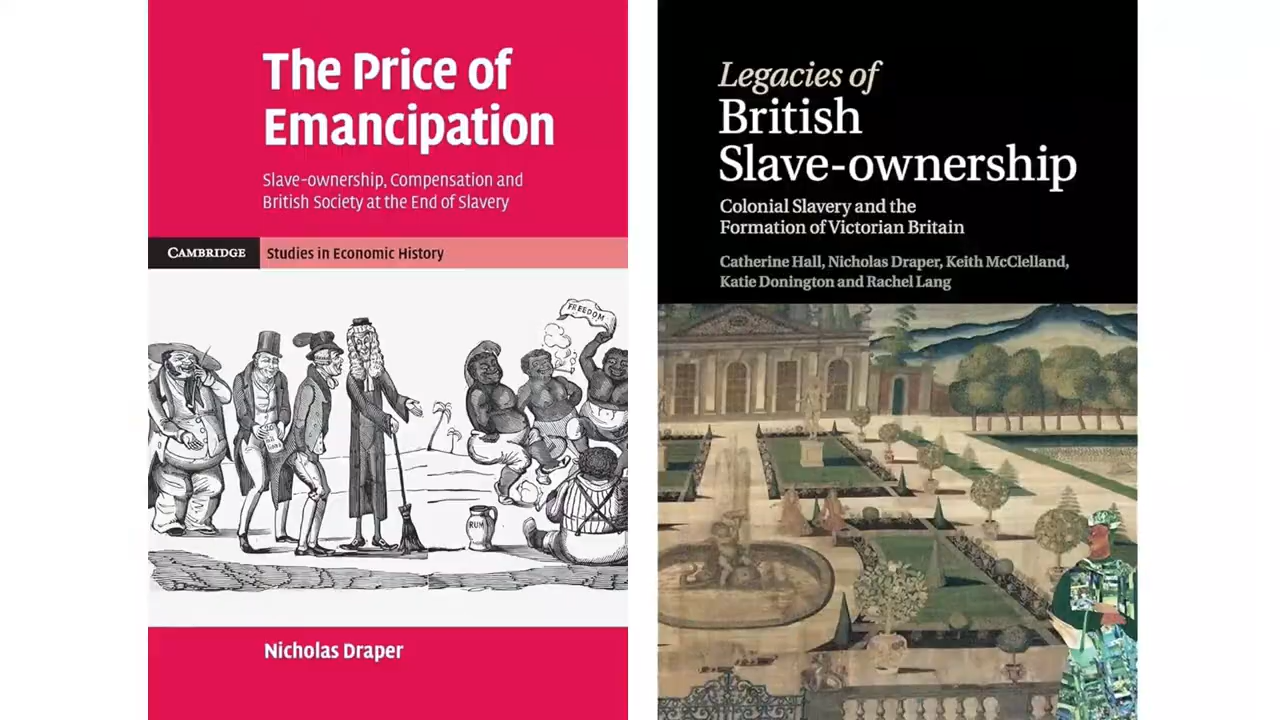 The Price of
Emancipation
Slave-ownership, Compensation and
British Society at the End of Slavery
CAMBRIDGE
Studies in Economic History
FREEDOM
RUM
Nicholas Draper
Legacies of
British
Slave-ownership
Colonial Slavery and the
Formation of Victorian Britain
Catherine Hall, Nicholas Draper, Keith McClelland,
Katie Donington and Rachel Lang